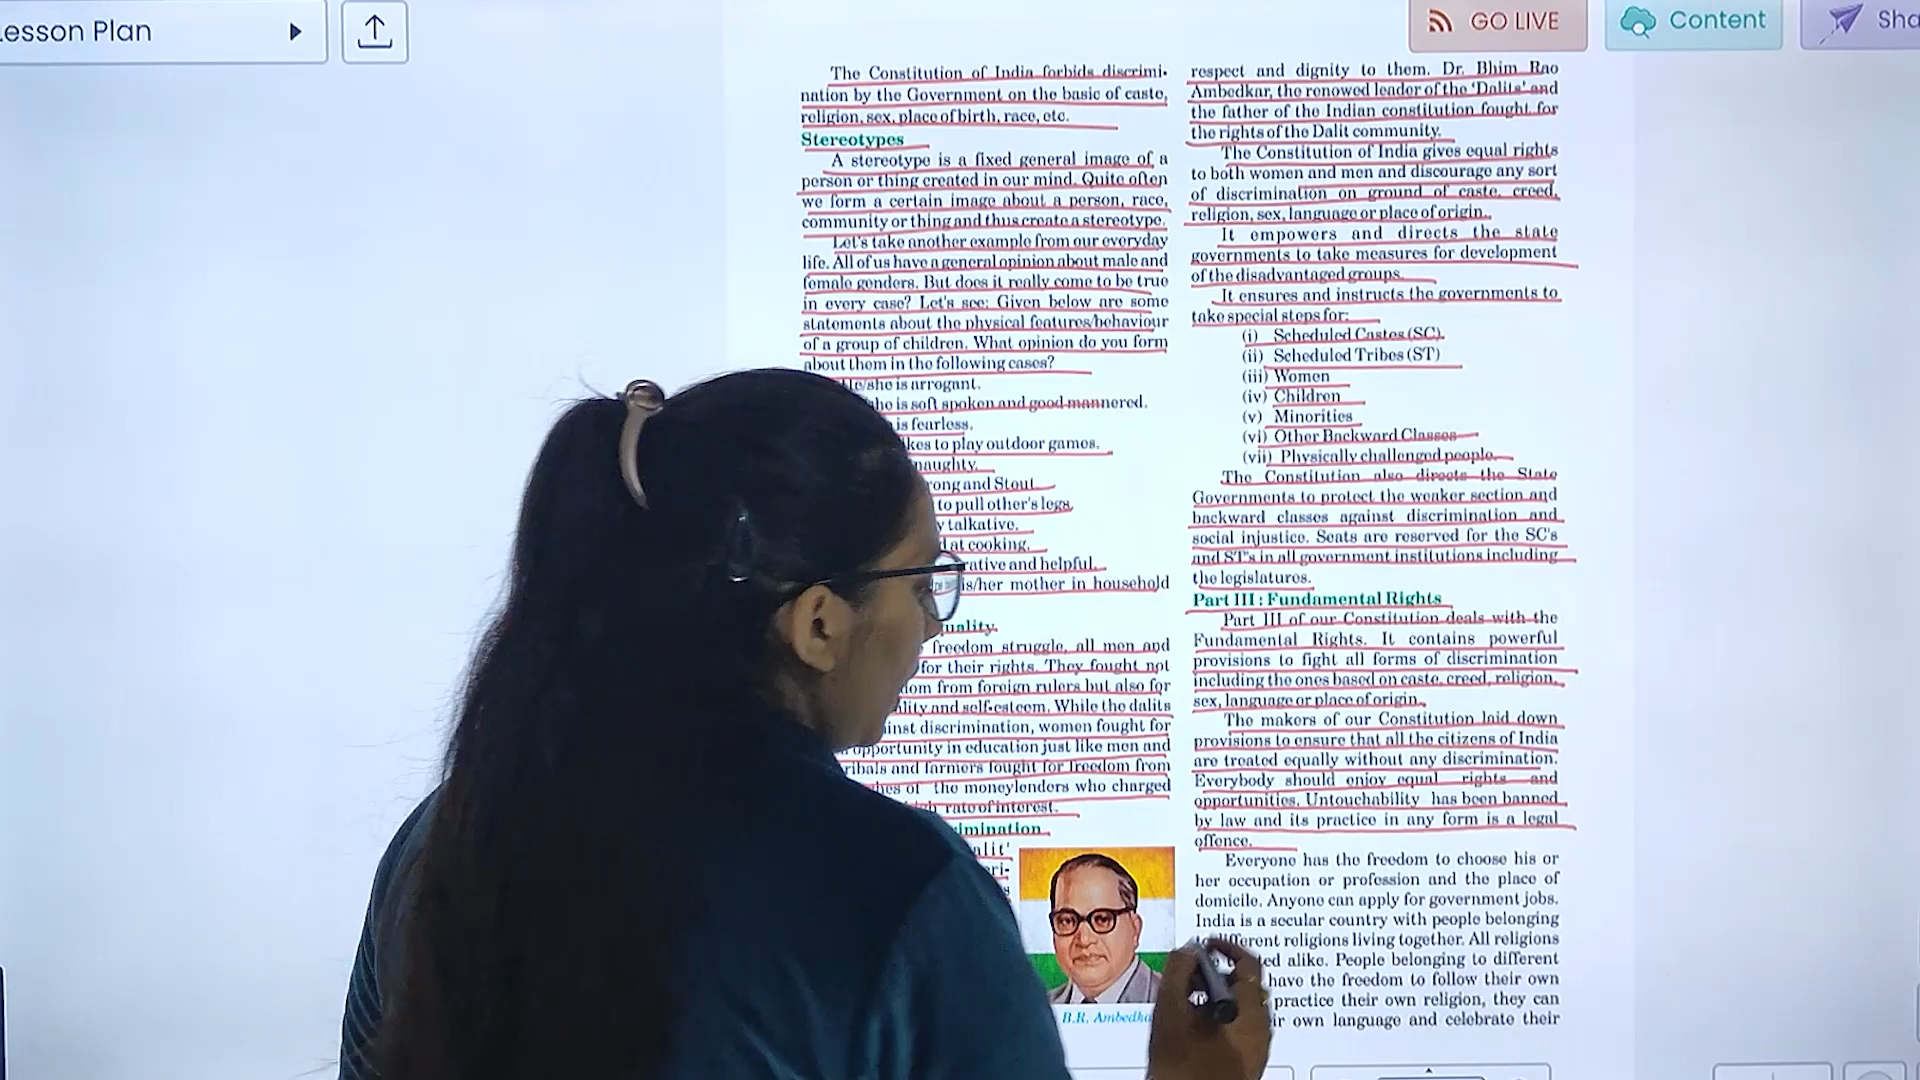 esson Plan
GO LIVE
Content
Sha
The Constitution of India forbids discrimi-
nation by the Government on the basic of caste,
religion, sex, place of birth, race, etc.
Stereotypes
A stereotype is a fixed general image of a
person or thing created in our mind. Quite often
we form a certain image about a person, race,
community or thing and thus create a stereotype.
Let's take another example from our everyday
life. All of us have a general opinion about male and
female genders. But does it really come to be true
in every case? Let's see: Given below are some
statements about the physical features/behaviour
of a group of children. What opinion do you form
about them in the following cases?
/she is arrogant.
he is soft spoken and good mannered.
is fearless.
kes to play outdoor games.
naughty.
rong and Stout
to pull other's legs
y talkative.
at cooking.
rative and helpful.
is/her mother in household
uality
freedom struggle, all men and
for their rights. They fought not
dom from foreign rulers but also for
lity and self-esteem. While the dalits
inst discrimination, women fought for
opportunity in education just like men and
ribals and farmers fought for freedom from
hes of the moneylenders who charged
rate of interest.
imination
alit'
ri-
B.R. Ambedka
respect and dignity to them. Dr. Bhim Rao
Ambedkar, the renowed leader of the 'Dalits' and
the father of the Indian constitution fought for
the rights of the Dalit community.
The Constitution of India gives equal rights
to both women and men and discourage any sort
of discrimination on ground of caste, creed,
religion, sex, language or place of origin.
It empowers and directs the state
governments to take measures for development
of the disadvantaged groups.
It ensures and instructs the governments to
take special steps for:
(i) Scheduled Castes (SC).
(ii) Scheduled Tribes (ST)
(iii) Women
(iv) Children
(v) Minorities
(vi) Other Backward Classes
(vii) Physically challenged people.
The Constitution also directs the State
Governments to protect the weaker section and
backward classes against discrimination and
social injustice. Seats are reserved for the SC's
and ST's in all government institutions including
the legislatures.
Part III : Fundamental Rights
Part III of our Constitution deals with the
Fundamental Rights. It contains powerful
provisions to fight all forms of discrimination
including the ones based on caste, creed, religion,
sex, language or place of origin.
The makers of our Constitution laid down
provisions to ensure that all the citizens of India
are treated equally without any discrimination.
Everybody should enjoy equal rights and
opportunities. Untouchability has been banned
by law and its practice in any form is a legal
offence.
Everyone has the freedom to choose his or
her occupation or profession and the place of
domicile. Anyone can apply for government jobs.
India is a secular country with people belonging
different religions living together. All religions
ted alike. People belonging to different
have the freedom to follow their own
practice their own religion, they can
ir own language and celebrate their